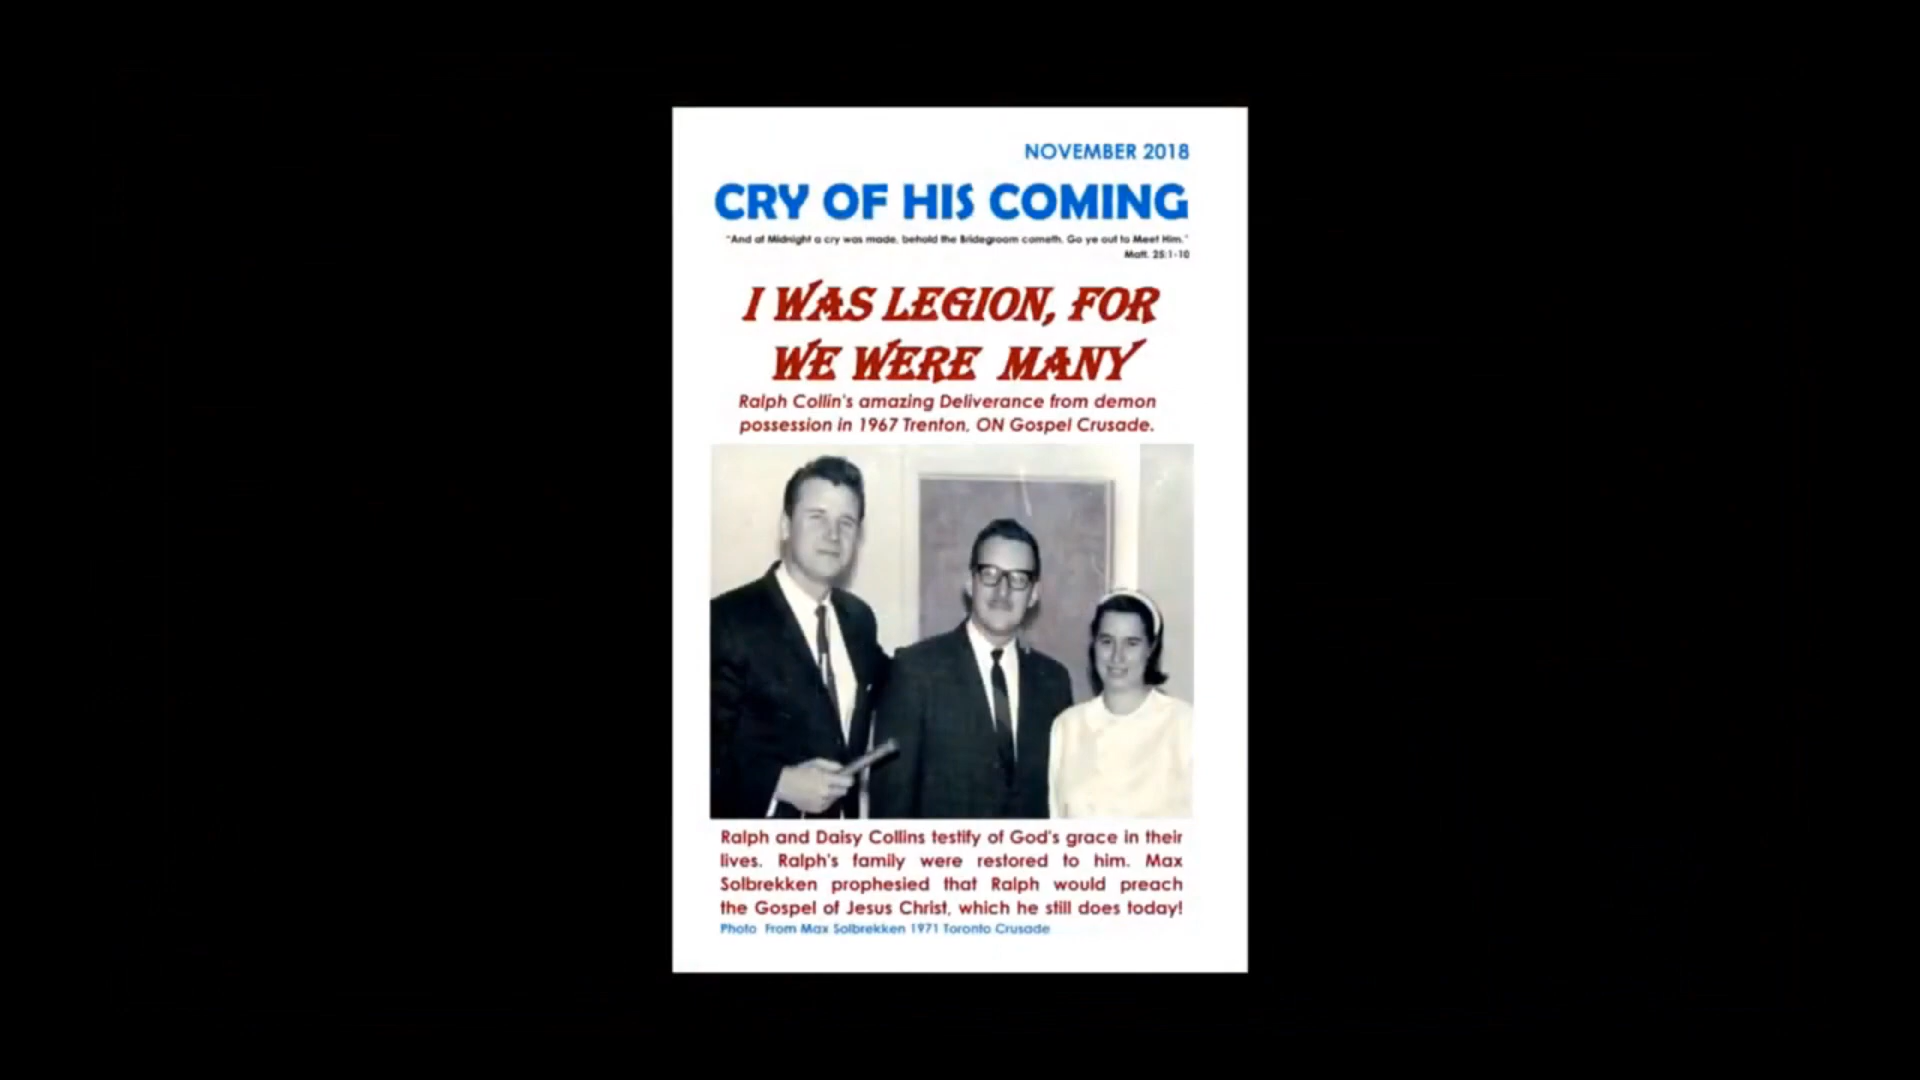 NOVEMBER 2018
CRY OF HIS COMING
"And at Midnight a cry was made, behold the Bridegroom cometh. Go ye out to Meet Him."
Matt. 25:1-10
I WAS LEGION, FOR
WE WERE MANY
Ralph Collin's amazing Deliverance from demon
possession in 1967 Trenton, ON Gospel Crusade.
Ralph and Daisy Collins testify of God's grace in their
lives. Ralph's family were restored to him. Max
Solbrekken prophesied that Ralph would preach
the Gospel of Jesus Christ, which he still does today!
Photo From Max Solbrekken 1971 Toronto Crusade